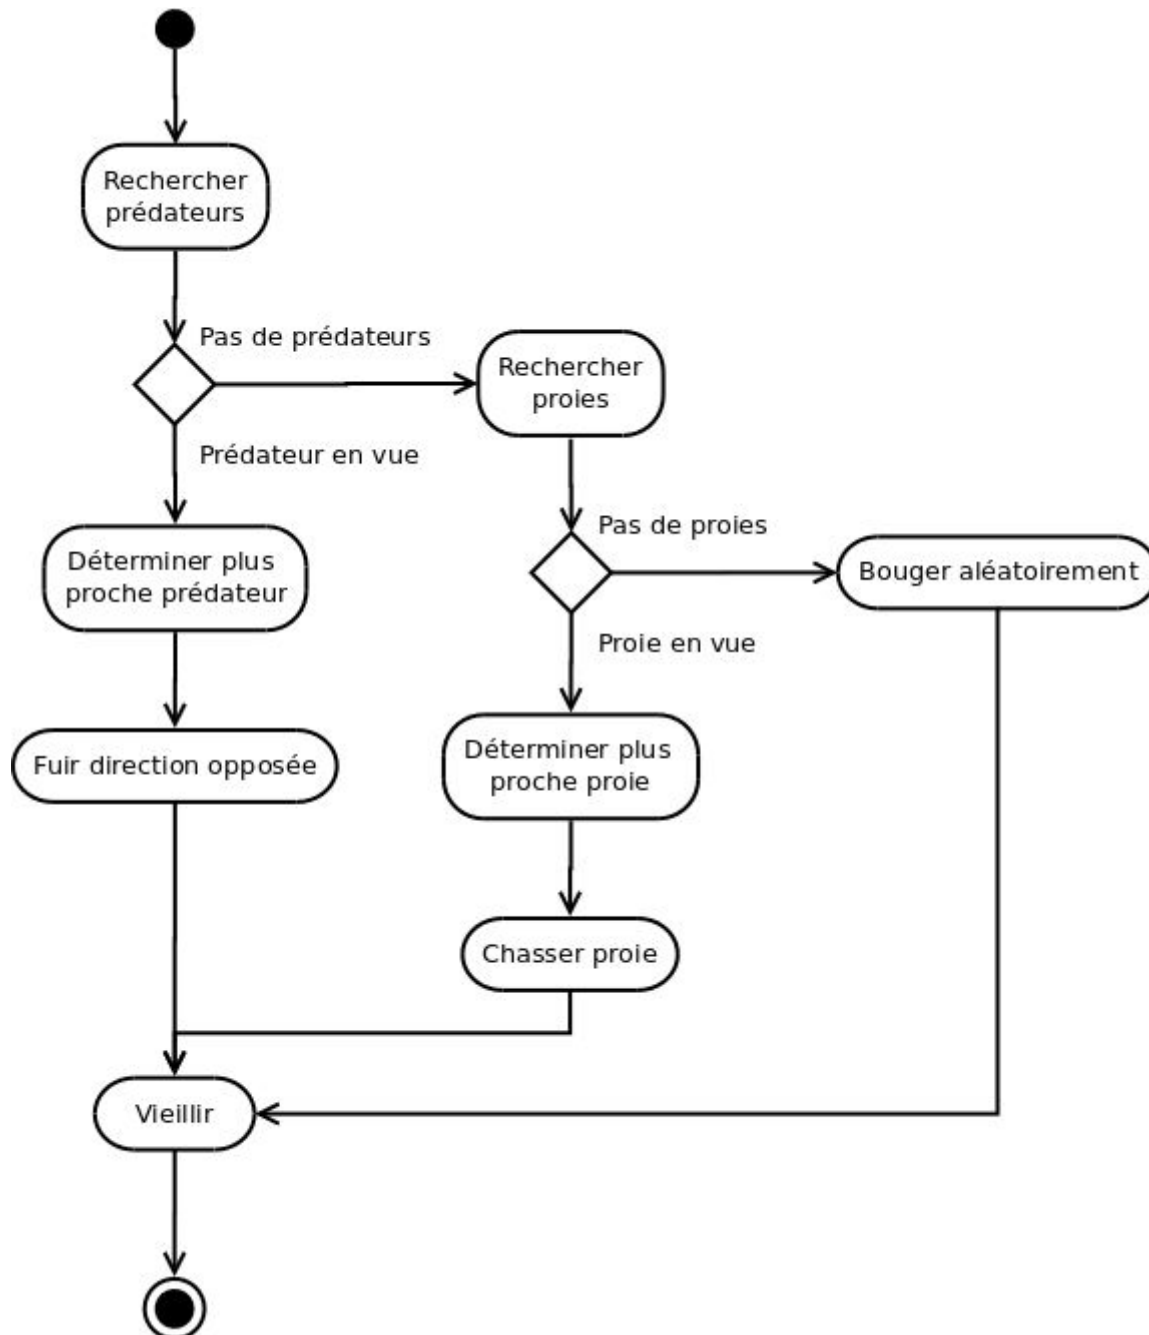 Rechercher
prédateurs
Pas de prédateurs
Rechercher
proies
Prédateur en vue
Pas de proies
Déterminer plus
proche prédateur
Bouger aléatoirement
Proie en vue
Fuir direction opposée
Déterminer plus
proche proie
Chasser proie
Vieillir